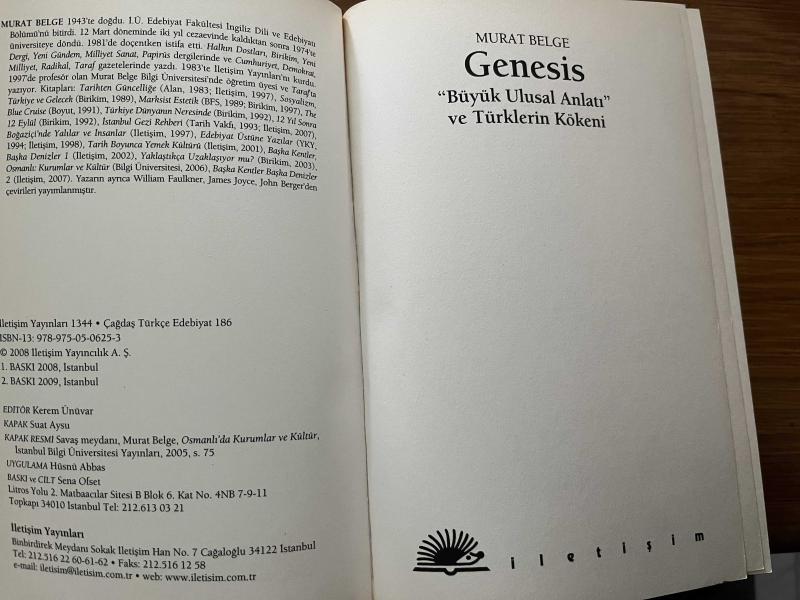 MURAT BELGE 1943'te doğdu. İ.Ü. Edebiyat Fakültesi İngiliz Dili ve Edebiyatı
Bölümü'nü bitirdi. 12 Mart döneminde iki yıl cezaevinde kaldıktan sonra 1974'te
üniversiteye döndü. 1981'de doçentken istifa etti. Halkın Dostları, Birikim, Yeni
Dergi, Yeni Gündem, Milliyet Sanat, Papirüs dergilerinde ve Cumhuriyet, Demokrat,
Milliyet, Radikal, Taraf gazetelerinde yazdı. 1983'te İletişim Yayınları'nı kurdu.
1997'de profesör olan Murat Belge Bilgi Üniversitesi'nde öğretim üyesi ve Taraf'ta
yazıyor. Kitapları: Tarihten Güncelliğe (Alan, 1983; İletişim, 1997), Sosyalizm,
Türkiye ve Gelecek (Birikim, 1989), Marksist Estetik (BFS, 1989; Birikim, 1997), The
Blue Cruise (Boyut, 1991), Türkiye Dünyanın Neresinde (Birikim, 1992), 12 Yıl Sonra
12 Eylül (Birikim, 1992), İstanbul Gezi Rehberi (Tarih Vakfı, 1993; İletişim, 2007),
Boğaziçi'nde Yalılar ve İnsanlar (İletişim, 1997), Edebiyat Üstüne Yazılar (YKY,
1994; İletişim, 1998), Tarih Boyunca Yemek Kültürü (İletişim, 2001), Başka Kentler,
Başka Denizler 1 (İletişim, 2002), Yaklaştıkça Uzaklaşıyor mu? (Birikim, 2003),
Osmanlı: Kurumlar ve Kültür (Bilgi Üniversitesi, 2006), Başka Kentler Başka Denizler
2 (İletişim, 2007). Yazarın ayrıca William Faulkner, James Joyce, John Berger'den
çevirileri yayımlanmıştır.
İletişim Yayınları 1344 • Çağdaş Türkçe Edebiyat 186
ISBN-13: 978-975-05-0625-3
© 2008 İletişim Yayıncılık A. Ş.
1. BASKI 2008, İstanbul
2. BASKI 2009, İstanbul
EDİTÖR Kerem Ünüvar
KAPAK Suat Aysu
KAPAK RESMİ Savaş meydanı, Murat Belge, Osmanlı'da Kurumlar ve Kültür,
İstanbul Bilgi Üniversitesi Yayınları, 2005, s. 75
UYGULAMA Hüsnü Abbas
BASKI ve CİLT Sena Ofset
Litros Yolu 2. Matbaacılar Sitesi B Blok 6. Kat No. 4NB 7-9-11
Topkapı 34010 İstanbul Tel: 212.613 03 21
İletişim Yayınları
Binbirdirek Meydanı Sokak İletişim Han No. 7 Cağaloğlu 34122 İstanbul
Tel: 212.516 22 60-61-62 • Faks: 212.516 12 58
e-mail: iletisim@iletisim.com.tr • web: www.iletisim.com.tr
MURAT BELGE
Genesis
"Büyük Ulusal Anlatı"
ve Türklerin Kökeni
iletişim